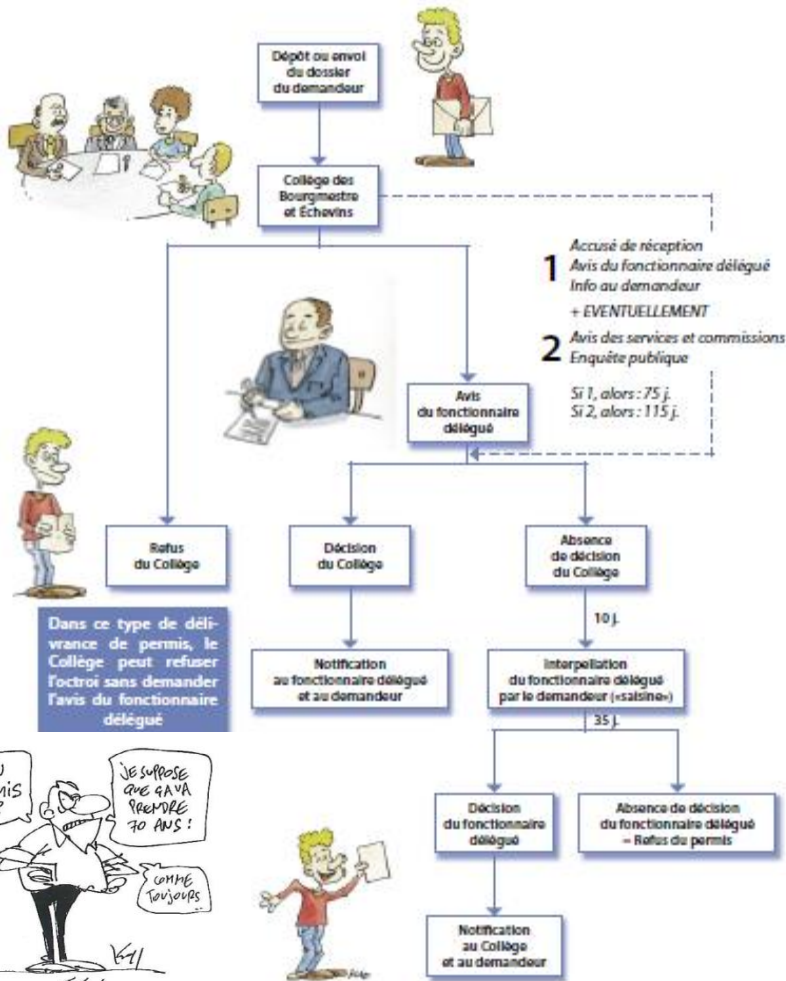 Dépôt ou envoi
du dossier
du demandeur
Collège des
Bourgmestre
et Échevins
1
Accusé de réception
Avis du fonctionnaire délégué
Info au demandeur
+ EVENTUELLEMENT
2
Avis des services et commissions
Enquête publique
Si 1, alors : 75 j.
Si 2, alors : 115 j.
Avis
du fonctionnaire
délégué
Refus
du Collège
Décision
du Collège
Absence
de décision
du Collège
Dans ce type de déli-
vrance de permis, le
Collège peut refuser
l'octroi sans demander
l'avis du fonctionnaire
délégué
10 j.
Notification
au fonctionnaire délégué
et au demandeur
Interpellation
du fonctionnaire délégué
par le demandeur («saisine»)
35 j.
JE SUPPOSE
QUE ÇA VA
PRENDRE
70 ANS !
COMME
TOUJOURS
Décision
du fonctionnaire
délégué
Absence de décision
du fonctionnaire délégué
= Refus du permis
Notification
au Collège
et au demandeur